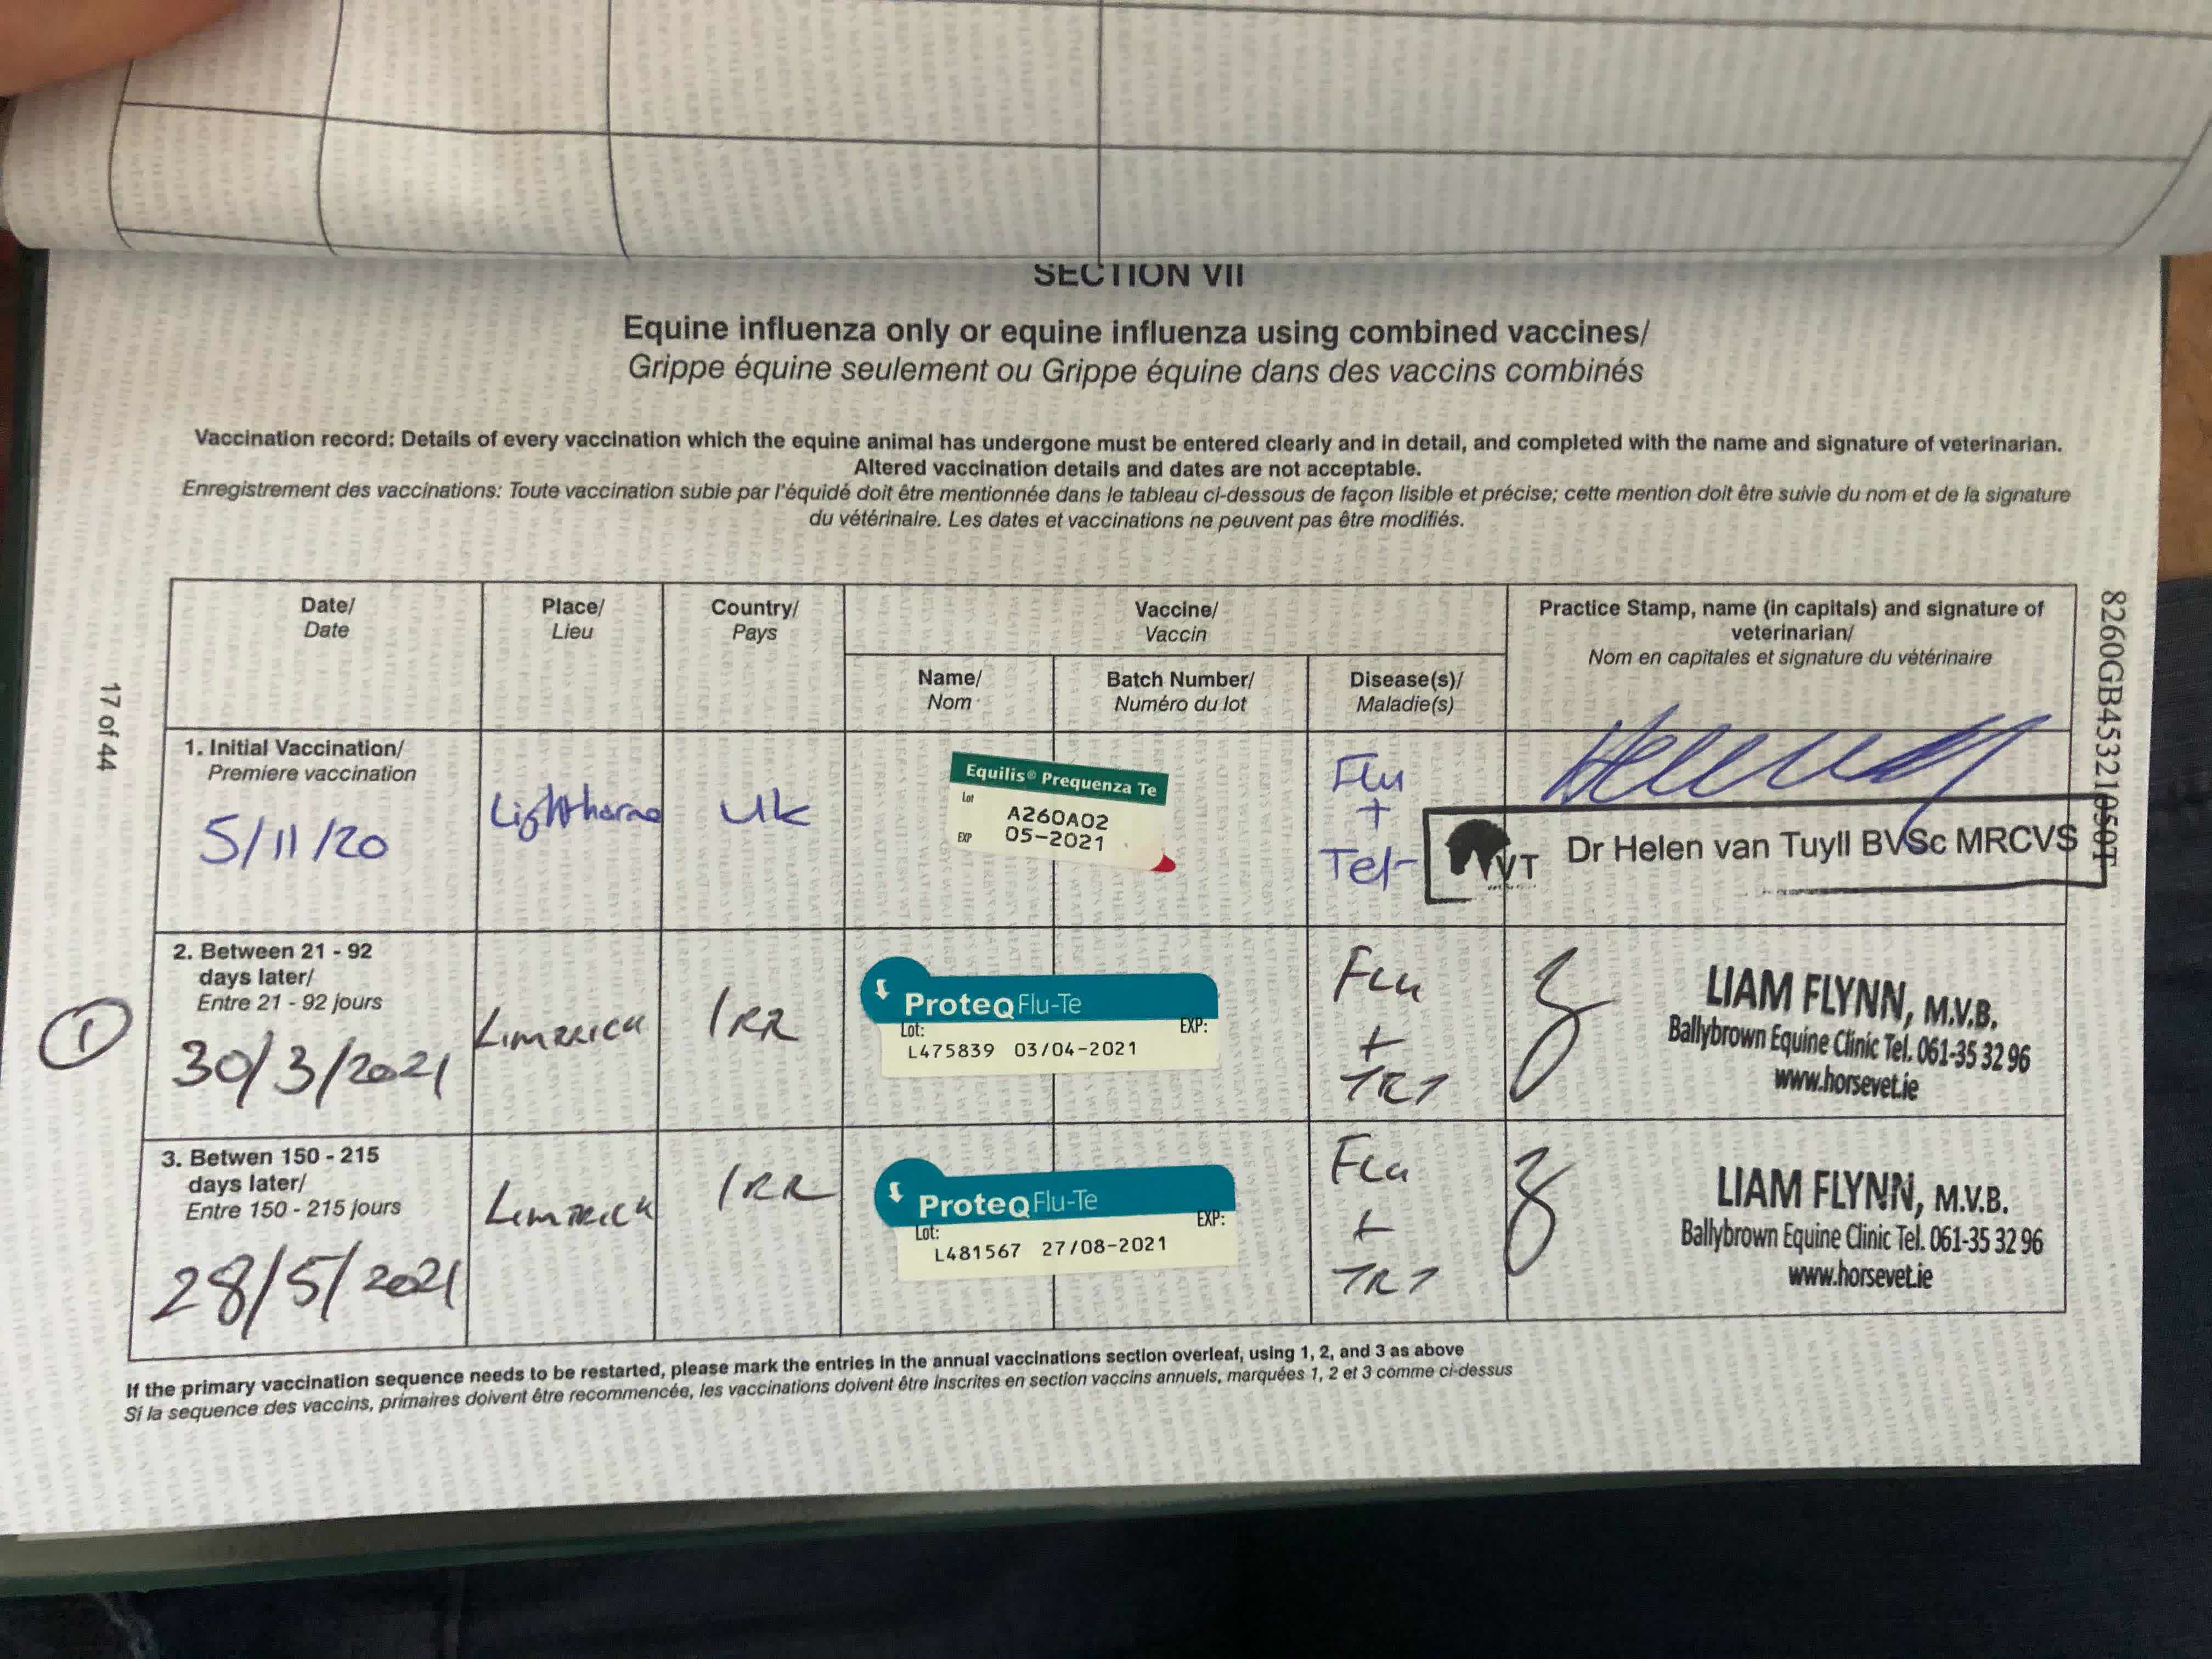 SECTION VII
Equine influenza only or equine influenza using combined vaccines/
Grippe équine seulement ou Grippe équine dans des vaccins combinés
Vaccination record: Details of every vaccination which the equine animal has undergone must be entered clearly and in detail, and completed with the name and signature of veterinarian.
Altered vaccination details and dates are not acceptable.
Enregistrement des vaccinations: Toute vaccination subie par l'équidé doit être mentionnée dans le tableau ci-dessous de façon lisible et précise; cette mention doit être suivie du nom et de la signature
du vétérinaire. Les dates et vaccinations ne peuvent pas être modifiés.
Date/
Date
Place/
Lieu
Country/
Pays
Vaccine/
Vaccin
Practice Stamp, name (in capitals) and signature of
veterinarian/
Nom en capitales et signature du vétérinaire
Name/
Nom
Batch Number/
Numéro du lot
Disease(s)/
Maladie(s)
1. Initial Vaccination/
Premiere vaccination
5/11/20
Lighthorne
UK
Equilis® Prequenza Te
Lot
A260A02
EXP
05-2021
Flu
+
Tet
VT
Dr Helen van Tuyll BVSc MRCVS
2. Between 21 - 92
days later/
Entre 21 - 92 jours
1
30/3/2021
Limerick
IRE
ProteqFlu-Te
Lot:
EXP:
L475839 03/04-2021
Flu
+
TET
LIAM FLYNN, M.V.B.
Ballybrown Equine Clinic Tel. 061-35 32 96
www.horsevet.ie
3. Betwen 150 - 215
days later/
Entre 150 - 215 jours
28/5/2021
Limerick
IRE
ProteqFlu-Te
Lot:
EXP:
L481567 27/08-2021
Flu
+
TET
LIAM FLYNN, M.V.B.
Ballybrown Equine Clinic Tel. 061-35 32 96
www.horsevet.ie
If the primary vaccination sequence needs to be restarted, please mark the entries in the annual vaccinations section overleaf, using 1, 2, and 3 as above
Si la sequence des vaccins, primaires doivent être recommencée, les vaccinations doivent être inscrites en section vaccins annuels, marquées 1, 2 et 3 comme ci-dessus
17 of 44
8260GB45321050T